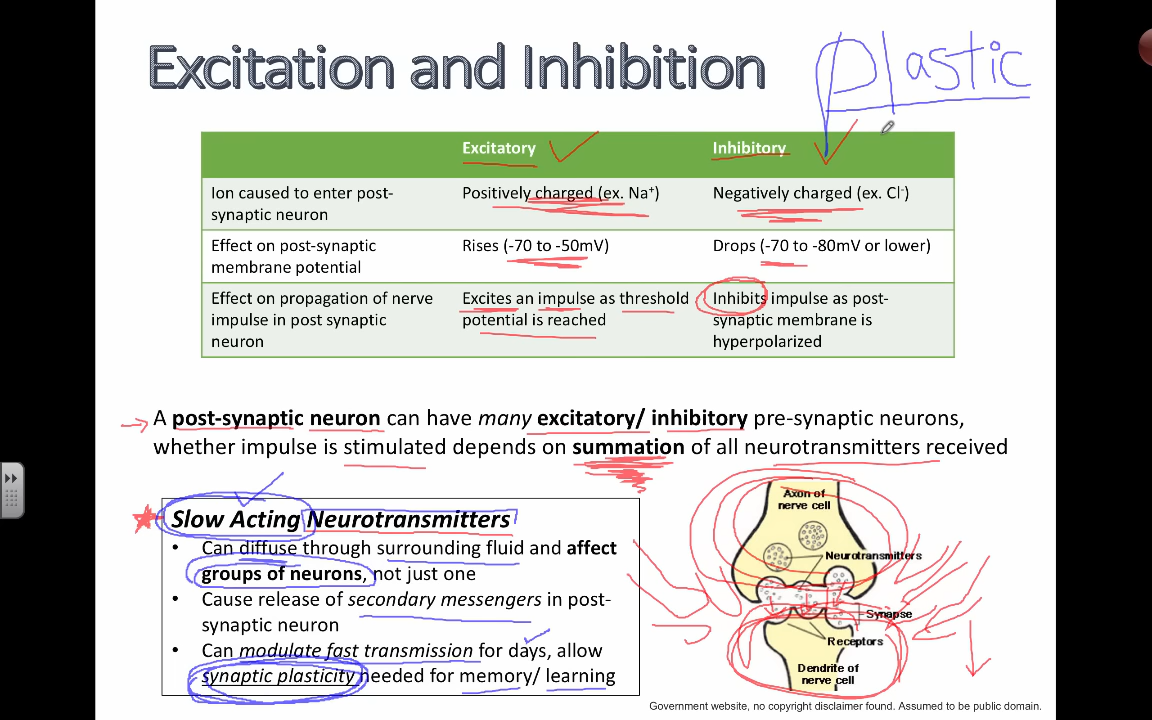 Excitation and Inhibition
Plastic
Excitatory Inhibitory
Ion caused to enter post- Positively charged (ex. Na⁺) Negatively charged (ex. Cl⁻)
synaptic neuron
Effect on post-synaptic Rises (-70 to -50mV) Drops (-70 to -80mV or lower)
membrane potential
Effect on propagation of nerve Excites an impulse as threshold Inhibits impulse as post-
impulse in post synaptic potential is reached synaptic membrane is
neuron hyperpolarized
A post-synaptic neuron can have many excitatory/ inhibitory pre-synaptic neurons,
whether impulse is stimulated depends on summation of all neurotransmitters received
Slow Acting Neurotransmitters
• Can diffuse through surrounding fluid and affect
groups of neurons, not just one
• Cause release of secondary messengers in post-
synaptic neuron
• Can modulate fast transmission for days, allow
synaptic plasticity needed for memory/ learning
Axon of
nerve cell
Neurotransmitters
Synapse
Receptors
Dendrite of
nerve cell
Government website, no copyright disclaimer found. Assumed to be public domain.